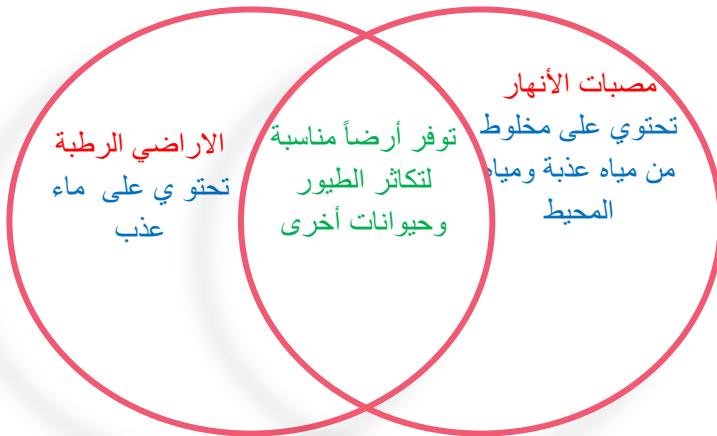 مصبات الأنهار
تحتوي على مخلوط
من مياه عذبة ومياه
المحيط
توفر أرضاً مناسبة
لتكاثر الطيور
وحيوانات أخرى
الاراضي الرطبة
تحتو ي على ماء
عذب